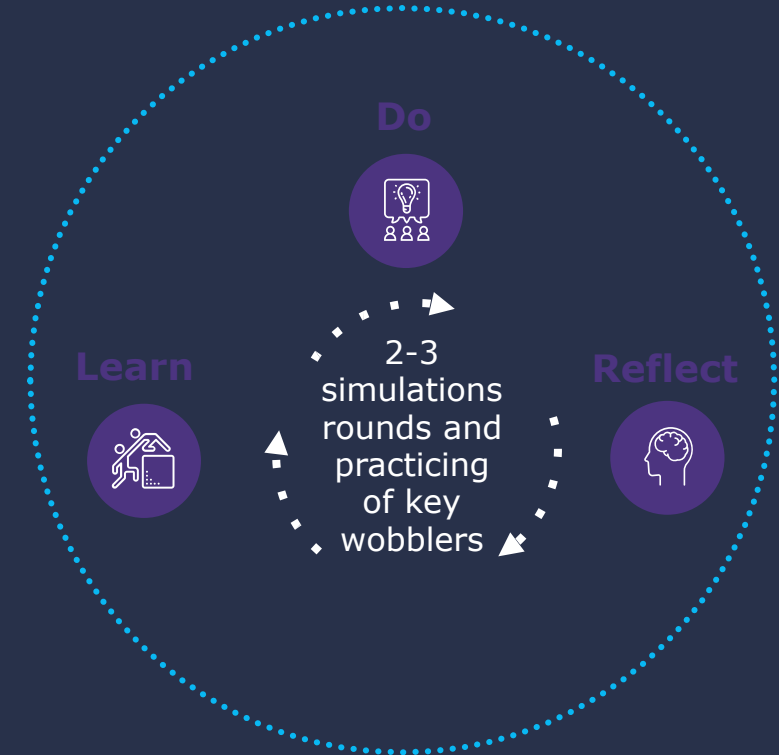 Do
Learn
Reflect
2-3
simulations
rounds and
practicing
of key
wobblers